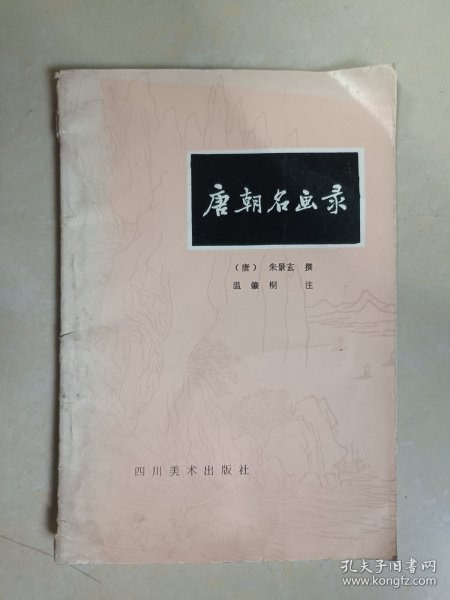 唐朝名画录
（唐） 朱景玄 撰
温肇桐 注
四川美术出版社
孔夫子旧书网
www.kongfz.com